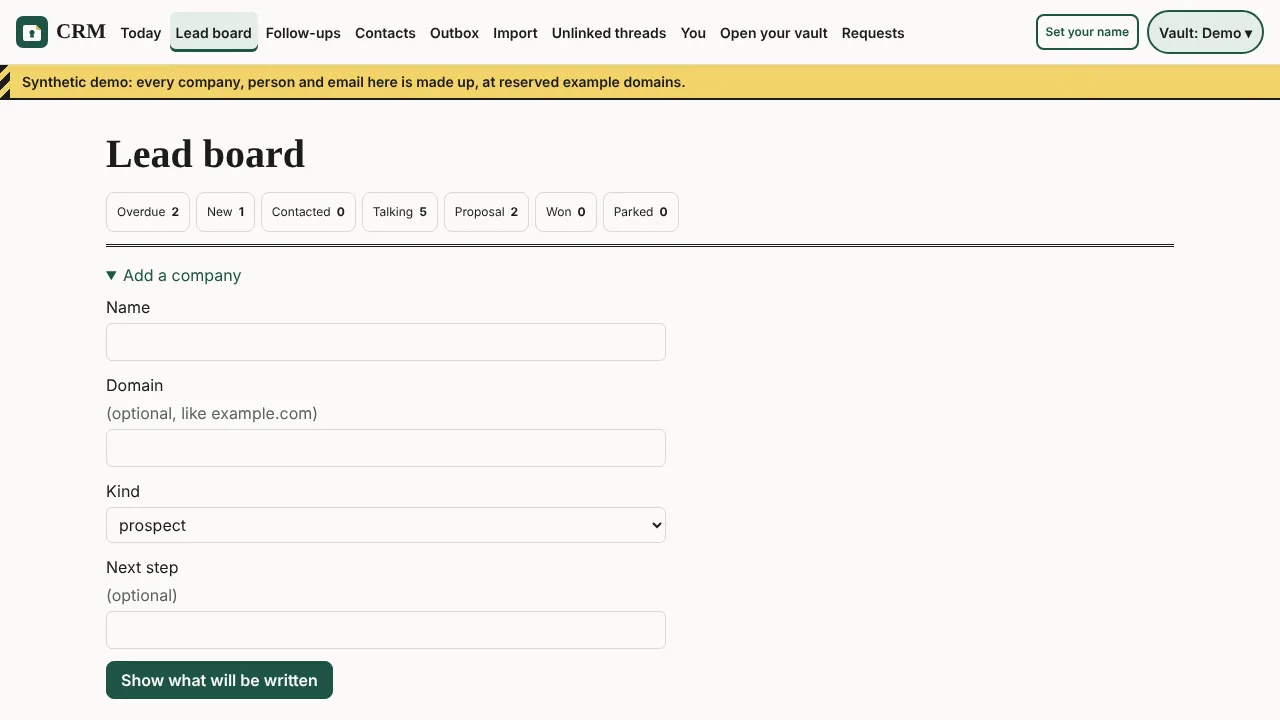 CRM Today Lead board Follow-ups Contacts Outbox Import Unlinked threads You Open your vault Requests Set your name Vault: Demo ▾
Synthetic demo: every company, person and email here is made up, at reserved example domains.
Lead board
Overdue 2 New 1 Contacted 0 Talking 5 Proposal 2 Won 0 Parked 0
▼ Add a company
Name
Domain
(optional, like example.com)
Kind
prospect
Next step
(optional)
Show what will be written